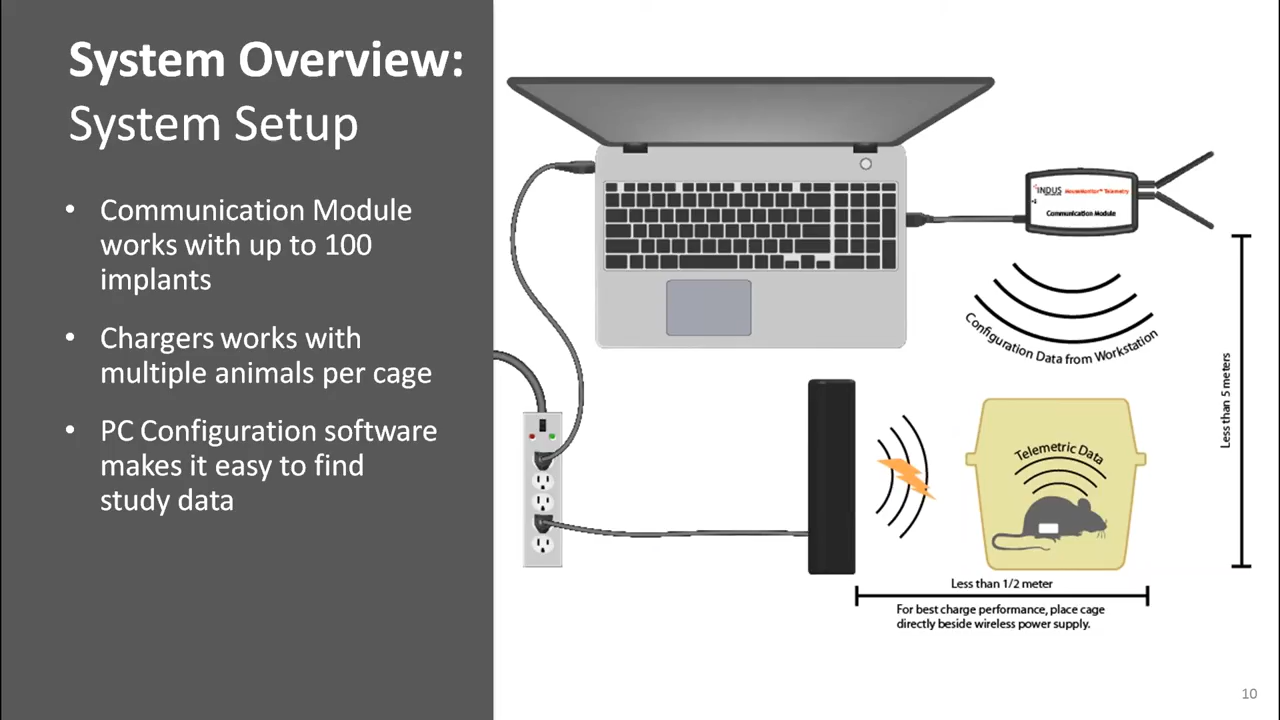 System Overview:
System Setup
• Communication Module
works with up to 100
implants
• Chargers works with
multiple animals per cage
• PC Configuration software
makes it easy to find
study data
INDUS
MouseMonitor™ Telemetry
Communication Module
Configuration Data from Workstation
Less than 5 meters
Telemetric Data
Less than 1/2 meter
For best charge performance, place cage
directly beside wireless power supply.
10